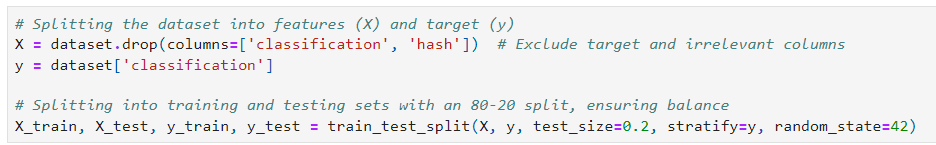 # Splitting the dataset into features (X) and target (y)
X = dataset.drop(columns=['classification', 'hash'])  # Exclude target and irrelevant columns
y = dataset['classification']
# Splitting into training and testing sets with an 80-20 split, ensuring balance
X_train, X_test, y_train, y_test = train_test_split(X, y, test_size=0.2, stratify=y, random_state=42)